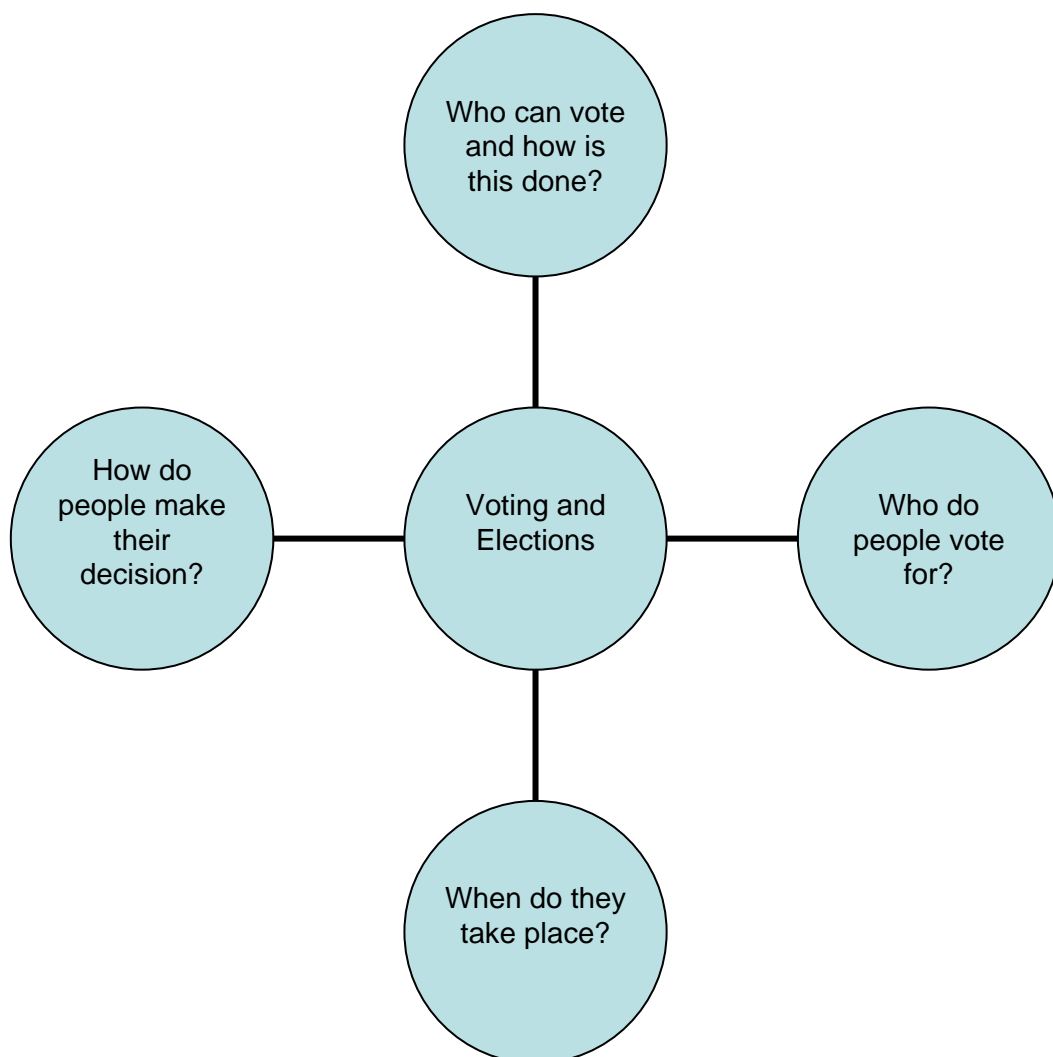 Who can vote
and how is
this done?
How do
people make
their
decision?
Voting and
Elections
Who do
people vote
for?
When do they
take place?